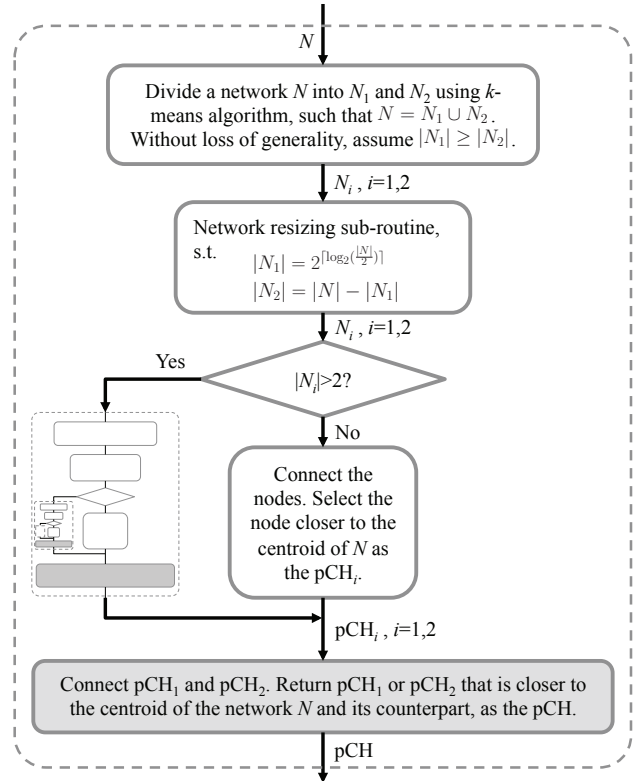 N
Divide a network N into N₁ and N₂ using k-
means algorithm, such that N = N₁ ∪ N₂.
Without loss of generality, assume |N₁| ≥ |N₂|.
Nᵢ , i=1,2
Network resizing sub-routine,
s.t.
|N₁| = 2^{⌈log₂(|N|/2)⌉}
|N₂| = |N| − |N₁|
Nᵢ , i=1,2
Yes
|Nᵢ|>2?
No
Connect the
nodes. Select the
node closer to the
centroid of N as
the pCHᵢ.
pCHᵢ , i=1,2
Connect pCH₁ and pCH₂. Return pCH₁ or pCH₂ that is closer to
the centroid of the network N and its counterpart, as the pCH.
pCH